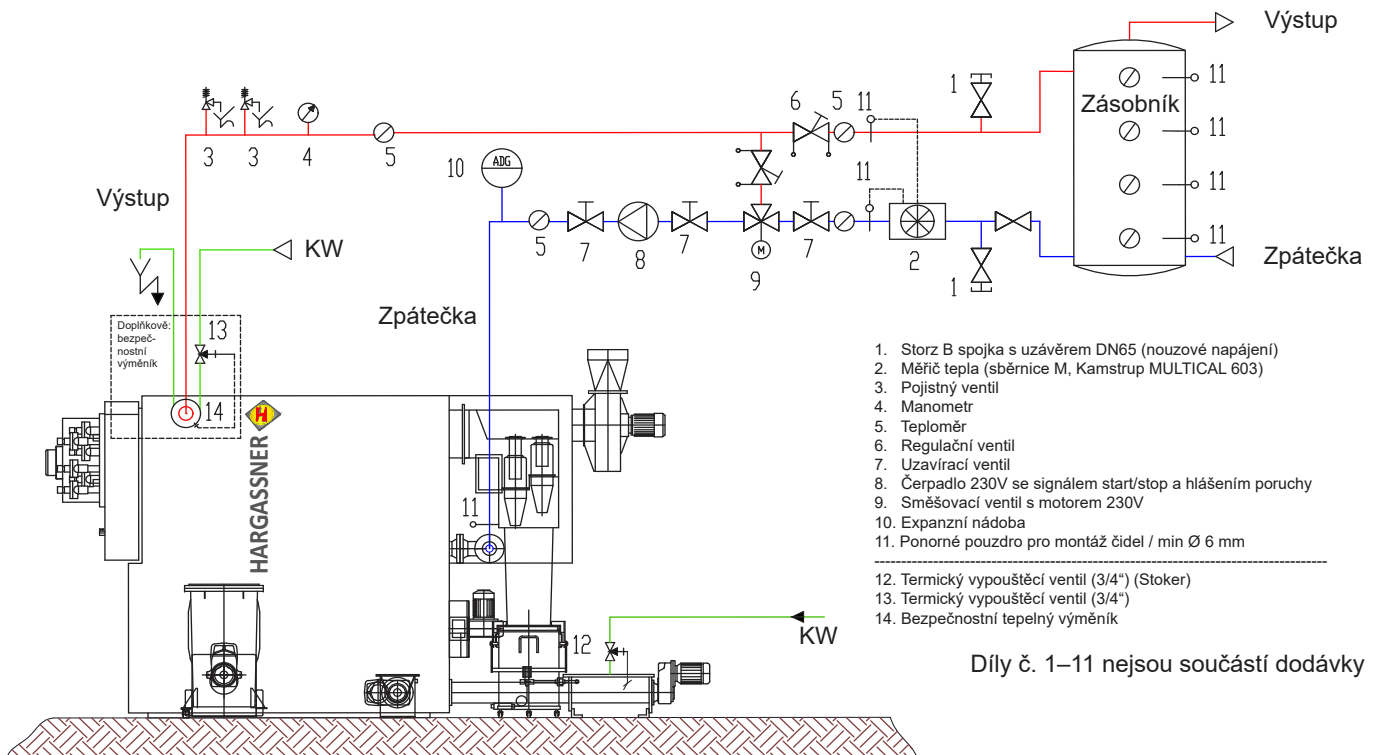 Výstup
1
11
6
5
11
Zásobník
11
3
3
4
5
11
10
ADG
11
11
Výstup
5
7
8
7
M
9
7
2
11
KW
1
Zpátečka
Zpátečka
Doplňkově:
bezpeč-
nostní
výměník
13
14
H
HARGASSNER
11
12
KW
1. Storz B spojka s uzávěrem DN65 (nouzové napájení)
2. Měřič tepla (sběrnice M, Kamstrup MULTICAL 603)
3. Pojistný ventil
4. Manometr
5. Teploměr
6. Regulační ventil
7. Uzavírací ventil
8. Čerpadlo 230V se signálem start/stop a hlášením poruchy
9. Směšovací ventil s motorem 230V
10. Expanzní nádoba
11. Ponorné pouzdro pro montáž čidel / min Ø 6 mm
12. Termický vypouštěcí ventil (3/4“) (Stoker)
13. Termický vypouštěcí ventil (3/4“)
14. Bezpečnostní tepelný výměník
Díly č. 1–11 nejsou součástí dodávky